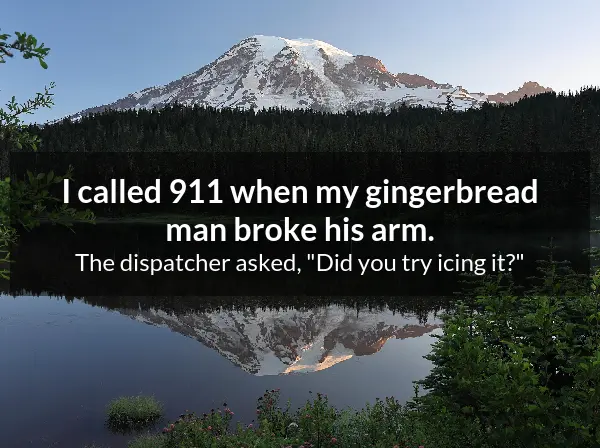 I called 911 when my gingerbread
man broke his arm.
The dispatcher asked, "Did you try icing it?"